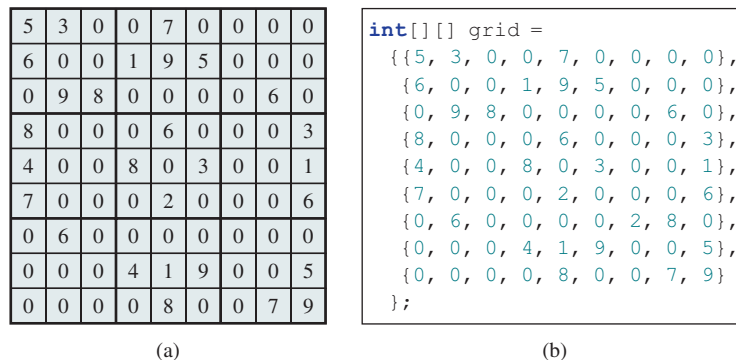 5 3 0 0 7 0 0 0 0
6 0 0 1 9 5 0 0 0
0 9 8 0 0 0 0 6 0
8 0 0 0 6 0 0 0 3
4 0 0 8 0 3 0 0 1
7 0 0 0 2 0 0 0 6
0 6 0 0 0 0 0 0 0
0 0 0 4 1 9 0 0 5
0 0 0 0 8 0 0 7 9
(a)
int[][] grid =
{{5, 3, 0, 0, 7, 0, 0, 0, 0},
{6, 0, 0, 1, 9, 5, 0, 0, 0},
{0, 9, 8, 0, 0, 0, 0, 6, 0},
{8, 0, 0, 0, 6, 0, 0, 0, 3},
{4, 0, 0, 8, 0, 3, 0, 0, 1},
{7, 0, 0, 0, 2, 0, 0, 0, 6},
{0, 6, 0, 0, 0, 0, 2, 8, 0},
{0, 0, 0, 4, 1, 9, 0, 0, 5},
{0, 0, 0, 0, 8, 0, 0, 7, 9}
};
(b)